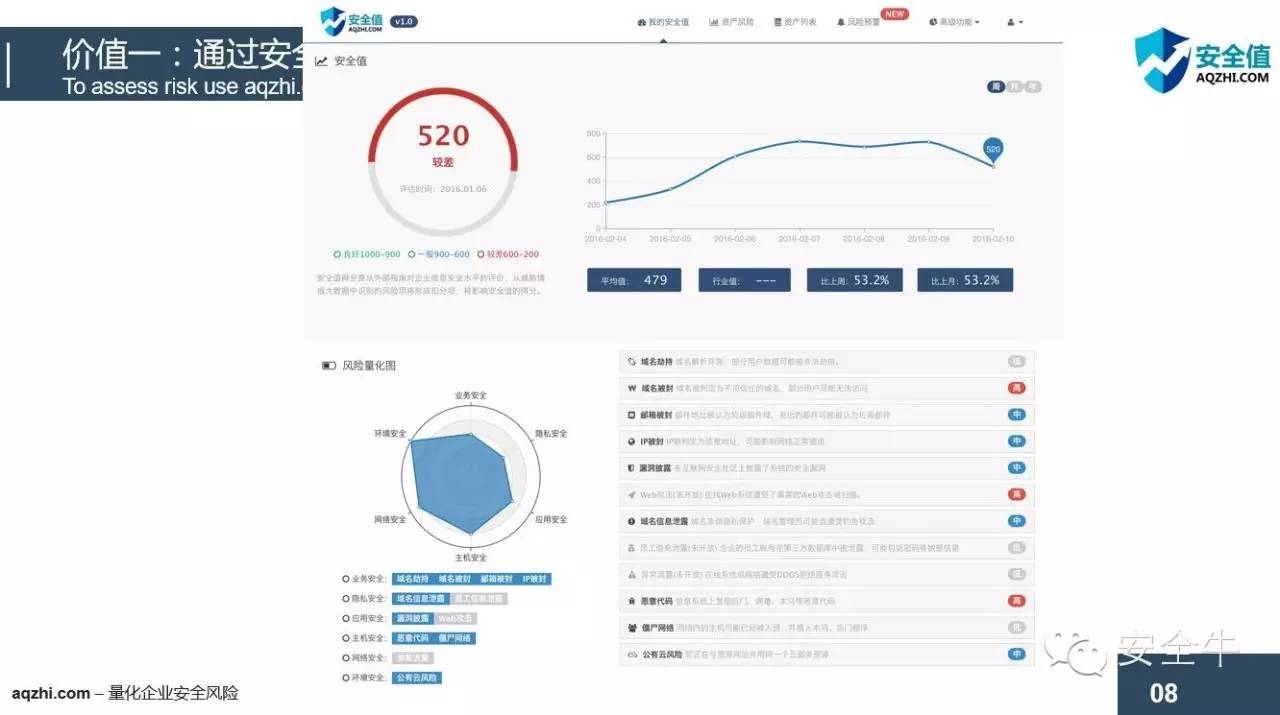 价值一：通过安全
To assess risk use aqzhi.
安全值
AQZHI.COM
v1.0
我的安全值
资产风险
资产列表
风险预警
NEW
高级功能
安全值
AQZHI.COM
安全值
周 月 年
520
较差
评估时间：2016.01.06
良好1000-900 一般900-600 较差600-200
安全值得分是从外部视角对企业信息安全水平的评价，从威胁情
报大数据中识别的风险项将形成扣分项，将影响安全值的得分。
800
600
400
200
0
520
2016-02-04 2016-02-05 2016-02-06 2016-02-07 2016-02-08 2016-02-09 2016-02-10
平均值： 479
行业值： ---
比上周：53.2%
比上月：53.2%
风险量化图
业务安全
隐私安全
应用安全
主机安全
网络安全
环境安全
业务安全： 域名劫持 域名被封 邮箱被封 IP被封
隐私安全： 域名信息泄露 员工信息泄露
应用安全： 漏洞披露 Web攻击
主机安全： 恶意代码 僵尸网络
网络安全： 异常流量
环境安全： 公有云风险
域名劫持 域名解析异常，部分用户数据可能被非法劫持。 低
域名被封 域名被判定为不可信任的域名，部分用户可能无法访问 高
邮箱被封 邮件地址被认为垃圾邮件域，发出的邮件可能被认为垃圾邮件 中
IP被封 IP被判定为恶意地址，可能影响网络正常通讯 中
漏洞披露 在互联网安全社区上披露了系统的安全漏洞 中
Web攻击(未开放) 在线Web系统遭受了黑客的Web攻击或扫描。 高
域名信息泄露 域名未做隐私保护，域名管理员可能会遭受钓鱼攻击 中
员工信息泄露(未开放) 企业的员工帐号在第三方数据库中被泄露，可能包括密码等敏感信息 低
异常流量(未开放) 在线系统或网络遭受DDOS拒绝服务攻击 低
恶意代码 信息系统上发现后门、病毒、木马等恶意代码 高
僵尸网络 网络内的主机可能已经被入侵，并植入木马、后门程序 低
公有云风险 您正在与黑客网站共用同一个云服务资源 中
安全牛
aqzhi.com – 量化企业安全风险
08